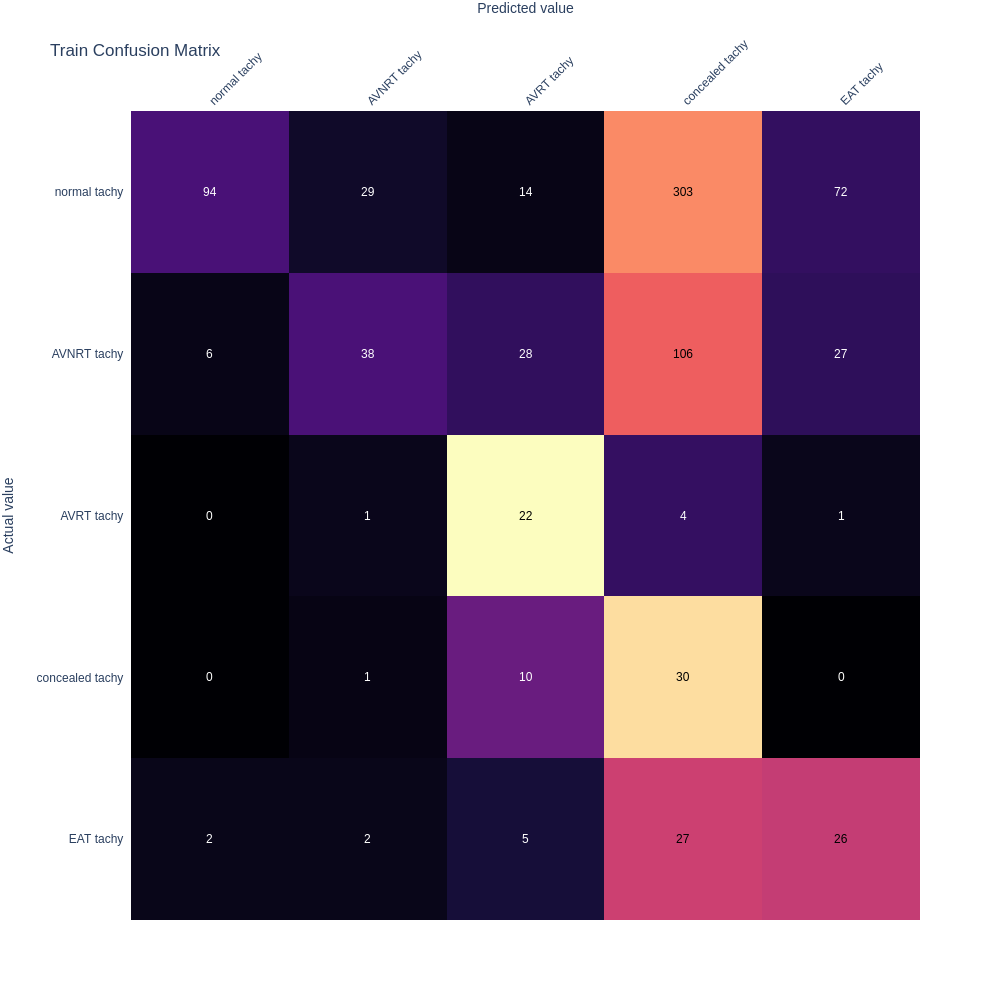 Predicted value
Train Confusion Matrix
normal tachy
AVNRT tachy
AVRT tachy
concealed tachy
EAT tachy
Actual value
normal tachy 94 29 14 303 72
AVNRT tachy 6 38 28 106 27
AVRT tachy 0 1 22 4 1
concealed tachy 0 1 10 30 0
EAT tachy 2 2 5 27 26